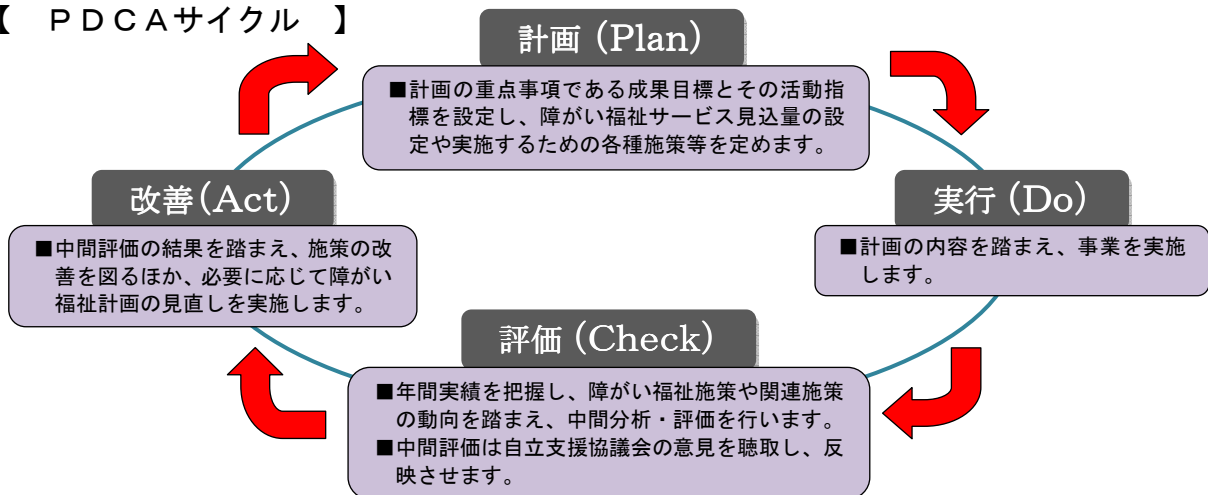 【　ＰＤＣＡサイクル　】
計画（Plan）
■計画の重点事項である成果目標とその活動指
標を設定し、障がい福祉サービス見込量の設
定や実施するための各種施策等を定めます。
実行（Do）
■計画の内容を踏まえ、事業を実施
します。
評価（Check）
■年間実績を把握し、障がい福祉施策や関連施策
の動向を踏まえ、中間分析・評価を行います。
■中間評価は自立支援協議会の意見を聴取し、反
映させます。
改善（Act）
■中間評価の結果を踏まえ、施策の改
善を図るほか、必要に応じて障がい
福祉計画の見直しを実施します。